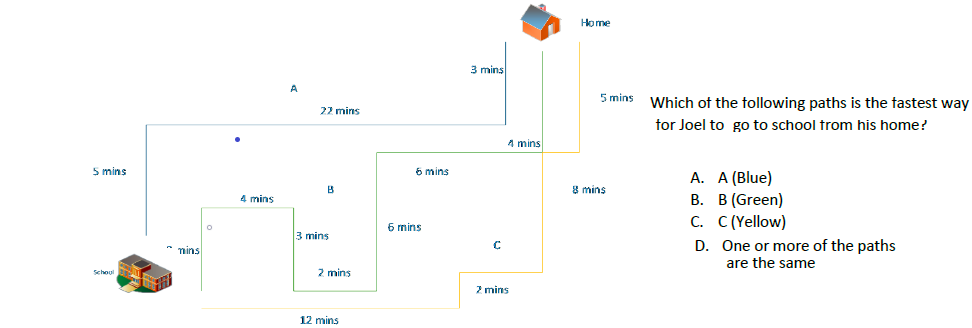 Home
3 mins
A
22 mins
5 mins
Which of the following paths is the fastest way
for Joel to go to school from his home?
4 mins
5 mins
6 mins
A. A (Blue)
B
8 mins
B. B (Green)
4 mins
C. C (Yellow)
6 mins
3 mins
C
D. One or more of the paths
are the same
mins
School
2 mins
2 mins
12 mins